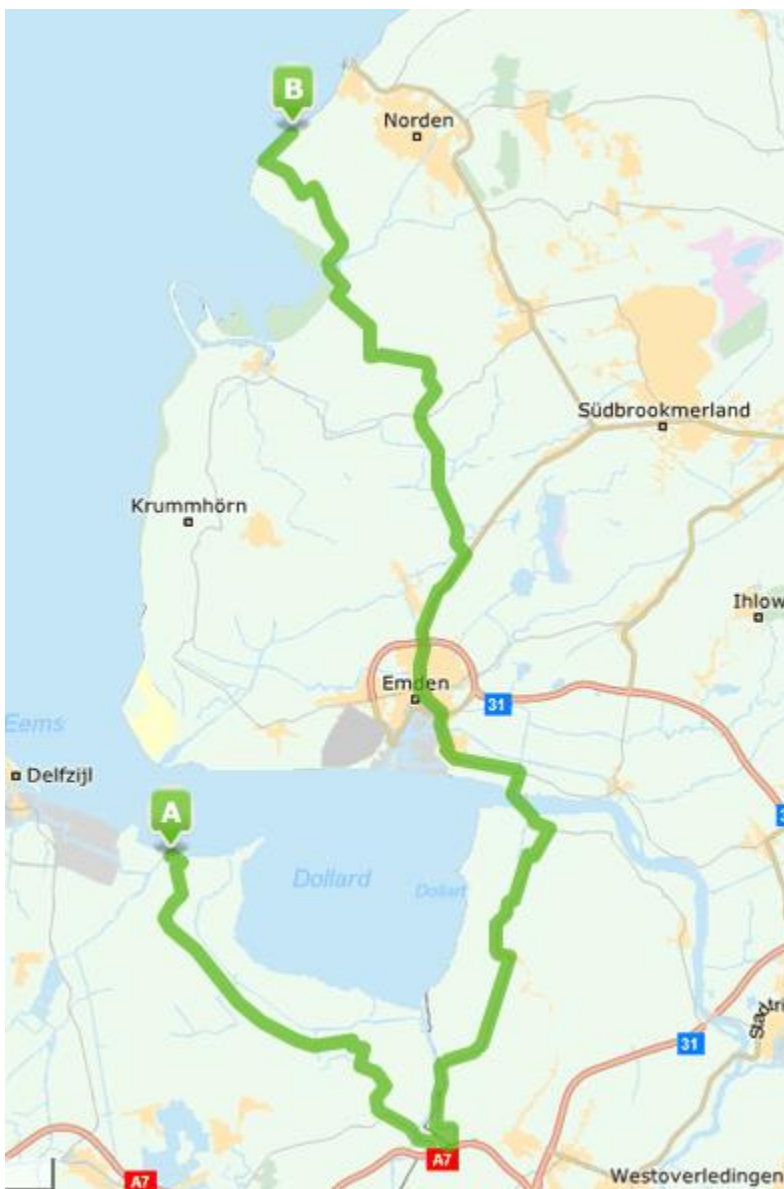 B
Norden
Südbrookmerland
Krummhörn
Ihlow
Emden
31
Eems
Delfzijl
A
Dollard
Dollart
31
A7
A7
Westoverledingen